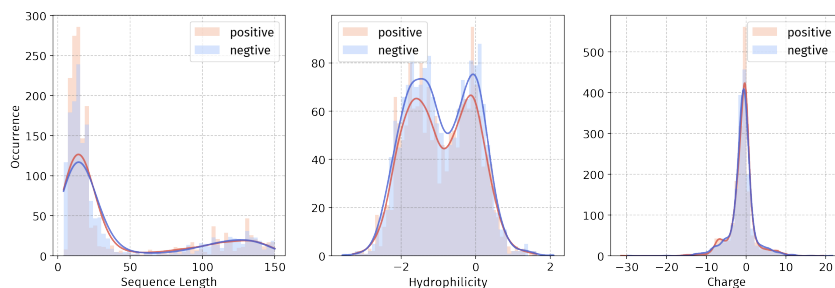 300
250
200
150
100
50
0
Occurrence
0 50 100 150
Sequence Length
positive
negtive
80
60
40
20
0
−2 0 2
Hydrophilicity
positive
negtive
500
400
300
200
100
0
−30 −20 −10 0 10 20
Charge
positive
negtive